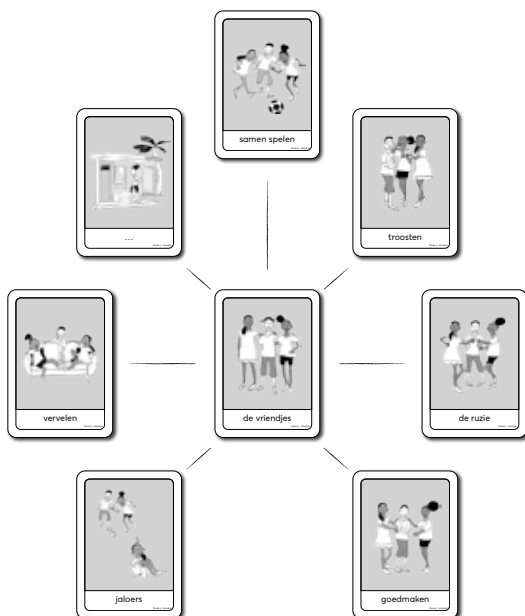 samen spelen
...
troosten
vervelen
de vriendjes
de ruzie
jaloers
goedmaken